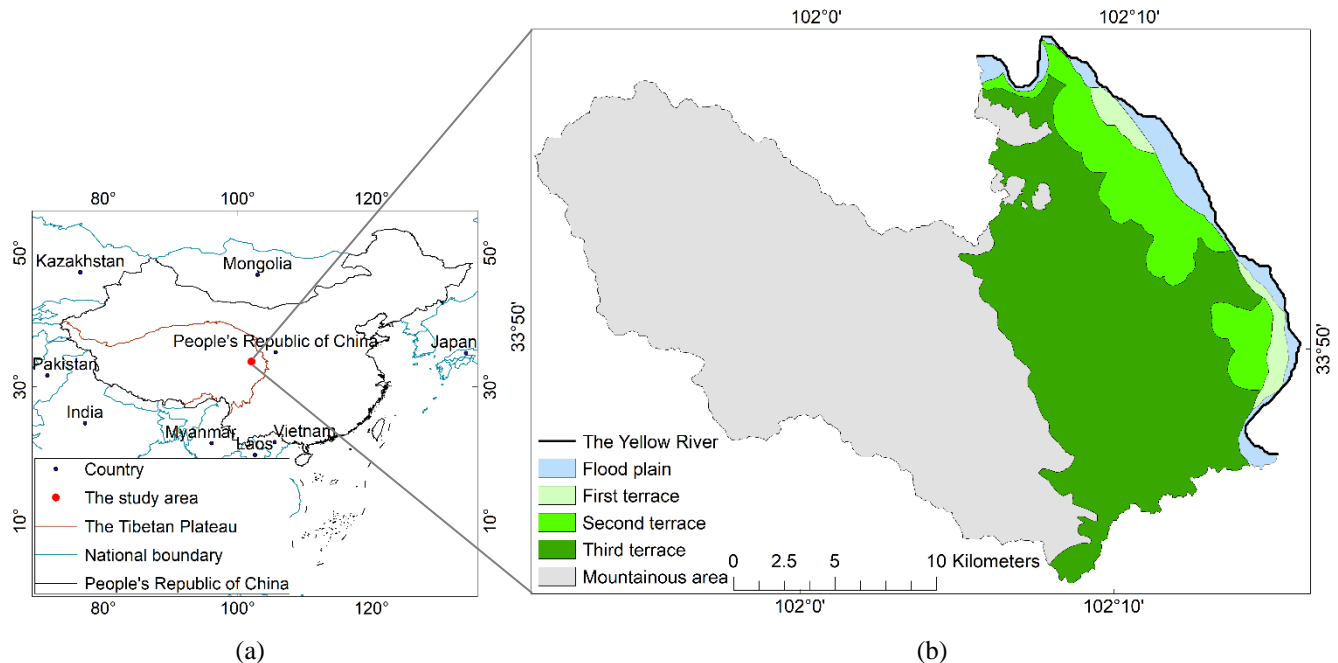 80°
100°
120°
50°
50°
Kazakhstan
Mongolia
People's Republic of China
Japan
Pakistan
30°
30°
India
Myanmar
Laos
Vietnam
10°
10°
Country
The study area
The Tibetan Plateau
National boundary
People's Republic of China
80°
100°
120°
(a)
102°0'
102°10'
33°50'
33°50'
The Yellow River
Flood plain
First terrace
Second terrace
Third terrace
Mountainous area
0 2.5 5 10 Kilometers
102°0'
102°10'
(b)